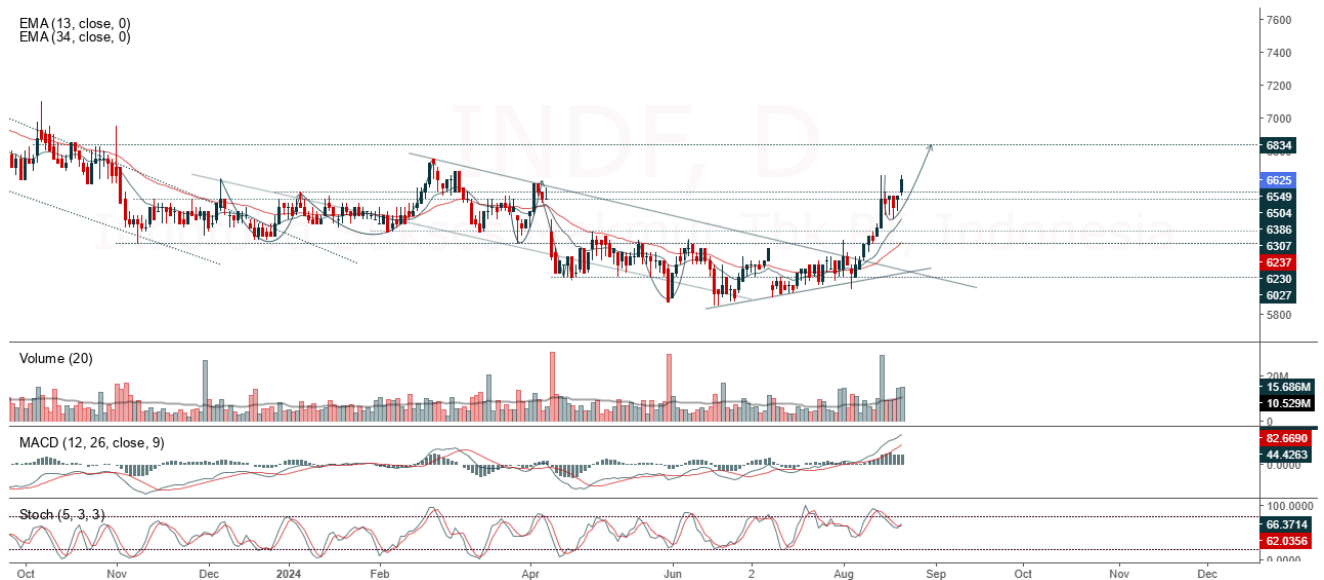 EMA (13, close, 0)
EMA (34, close, 0)
INDF, D
7600
7400
7200
7000
6834
6625
6549
6504
6386
6307
6237
6230
6027
5800
Volume (20)
20M
15.686M
10.529M
0
MACD (12, 26, close, 9)
82.6690
44.4263
0.0000
Stoch (5, 3, 3)
100.0000
66.3714
62.0356
0.0000
Oct Nov Dec 2024 Feb Apr Jun 2 Aug Sep Oct Nov Dec